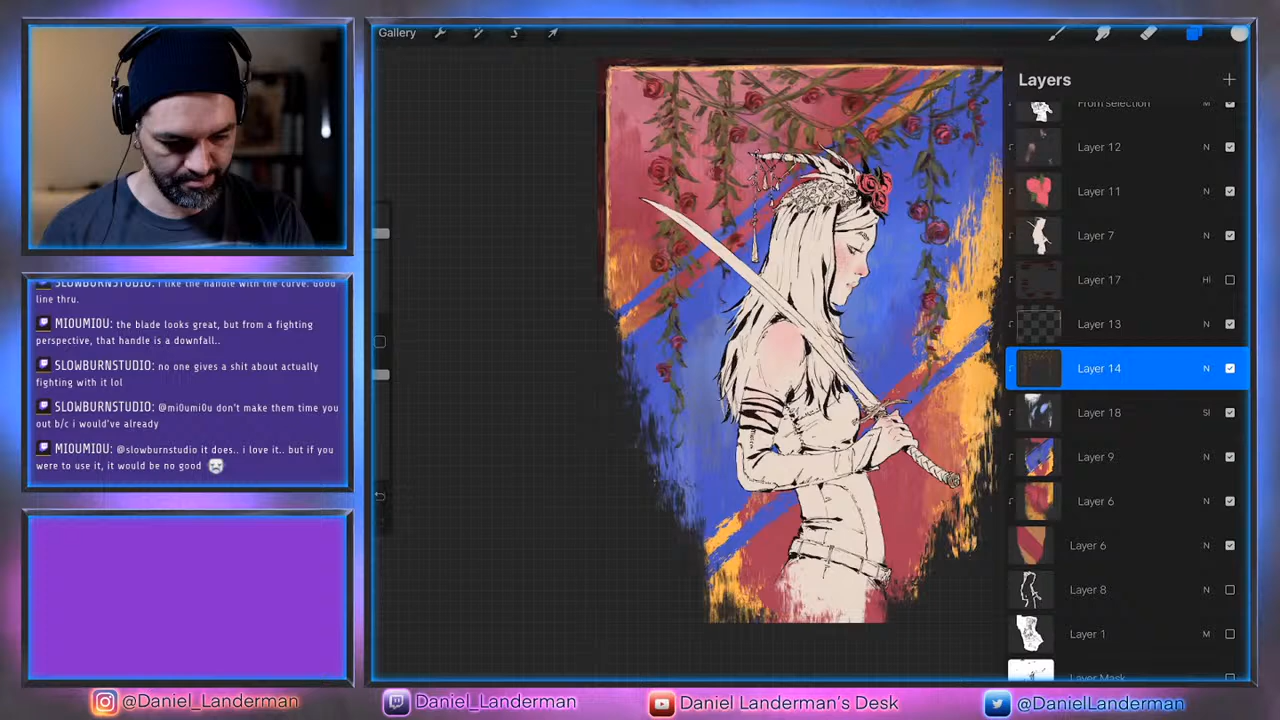 Gallery
Layers
From selection M
Layer 12 N
Layer 11 N
Layer 7 N
Layer 17 Hi
Layer 13 N
Layer 14 N
Layer 18 Sl
Layer 9 N
Layer 6 N
Layer 6 N
Layer 8 N
Layer 1 M
Layer Mask
SLOWBURNSTUDIO: i like the handle with the curve. good
line thru.
MIOUMIOU: the blade looks great, but from a fighting
perspective, that handle is a downfall..
SLOWBURNSTUDIO: no one gives a shit about actually
fighting with it lol
SLOWBURNSTUDIO: @mi0umi0u don't make them time you
out b/c i would've already
MIOUMIOU: @slowburnstudio it does.. i love it.. but if you
were to use it, it would be no good
@Daniel_Landerman
Daniel_Landerman
Daniel Landerman's Desk
@DanielLanderman